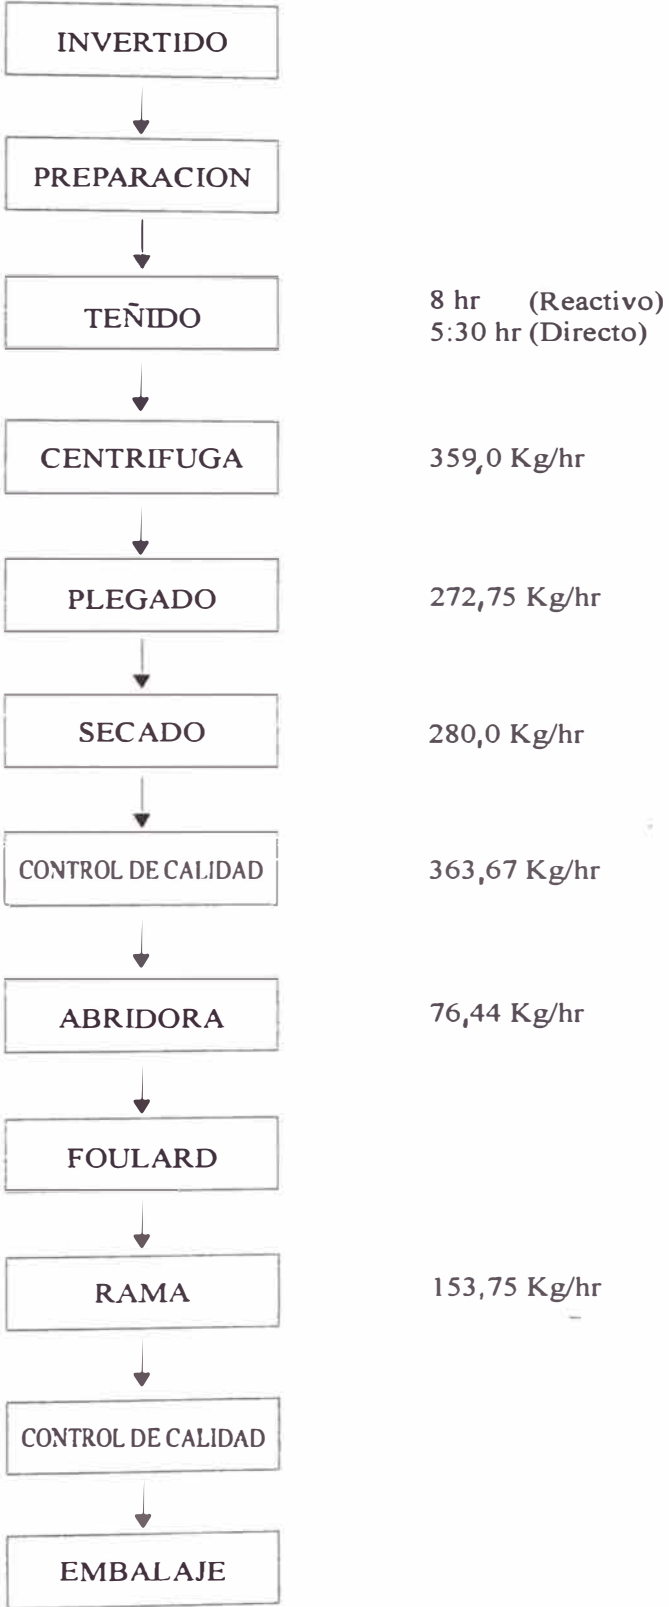 INVERTIDO
PREPARACION
TEÑIDO
8 hr (Reactivo)
5:30 hr (Directo)
CENTRIFUGA
359,0 Kg/hr
PLEGADO
272,75 Kg/hr
SECADO
280,0 Kg/hr
CONTROL DE CALIDAD
363,67 Kg/hr
ABRIDORA
76,44 Kg/hr
FOULARD
RAMA
153,75 Kg/hr
CONTROL DE CALIDAD
EMBALAJE